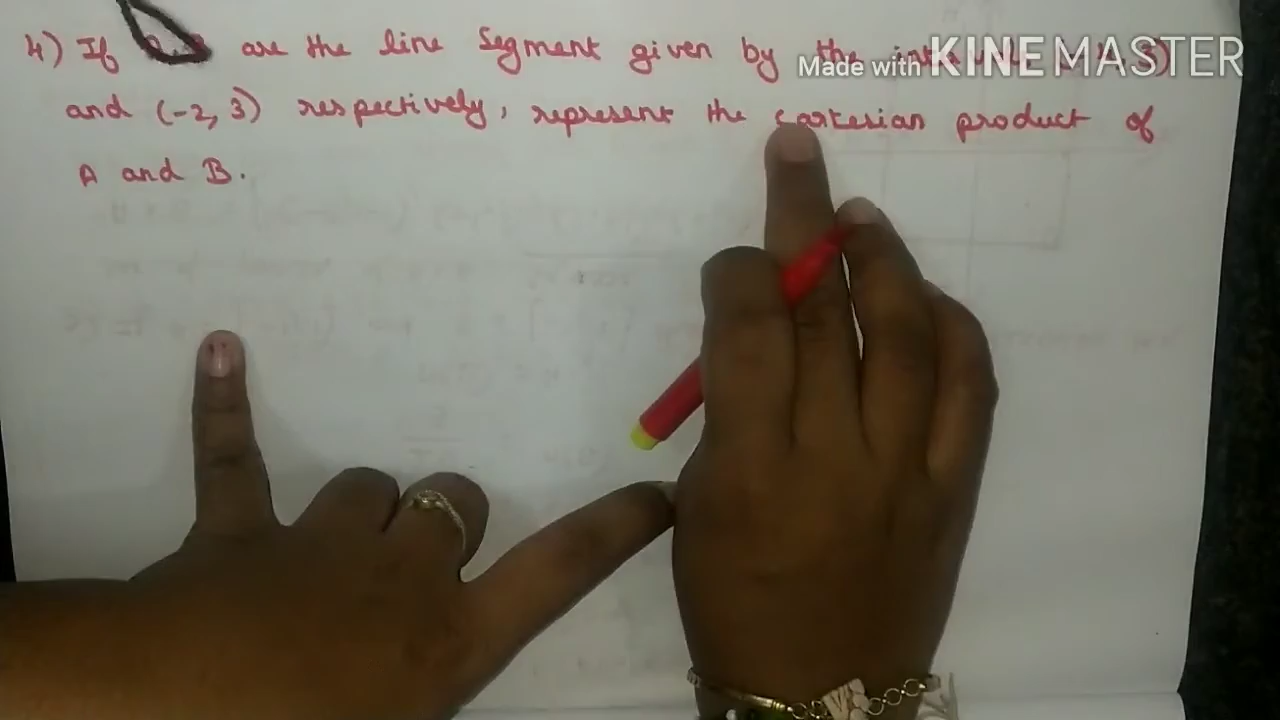 4) If are the line Segment given by the
and (-2, 3) respectively, represent the cartesian product of
A and B.
Made with KINEMASTER